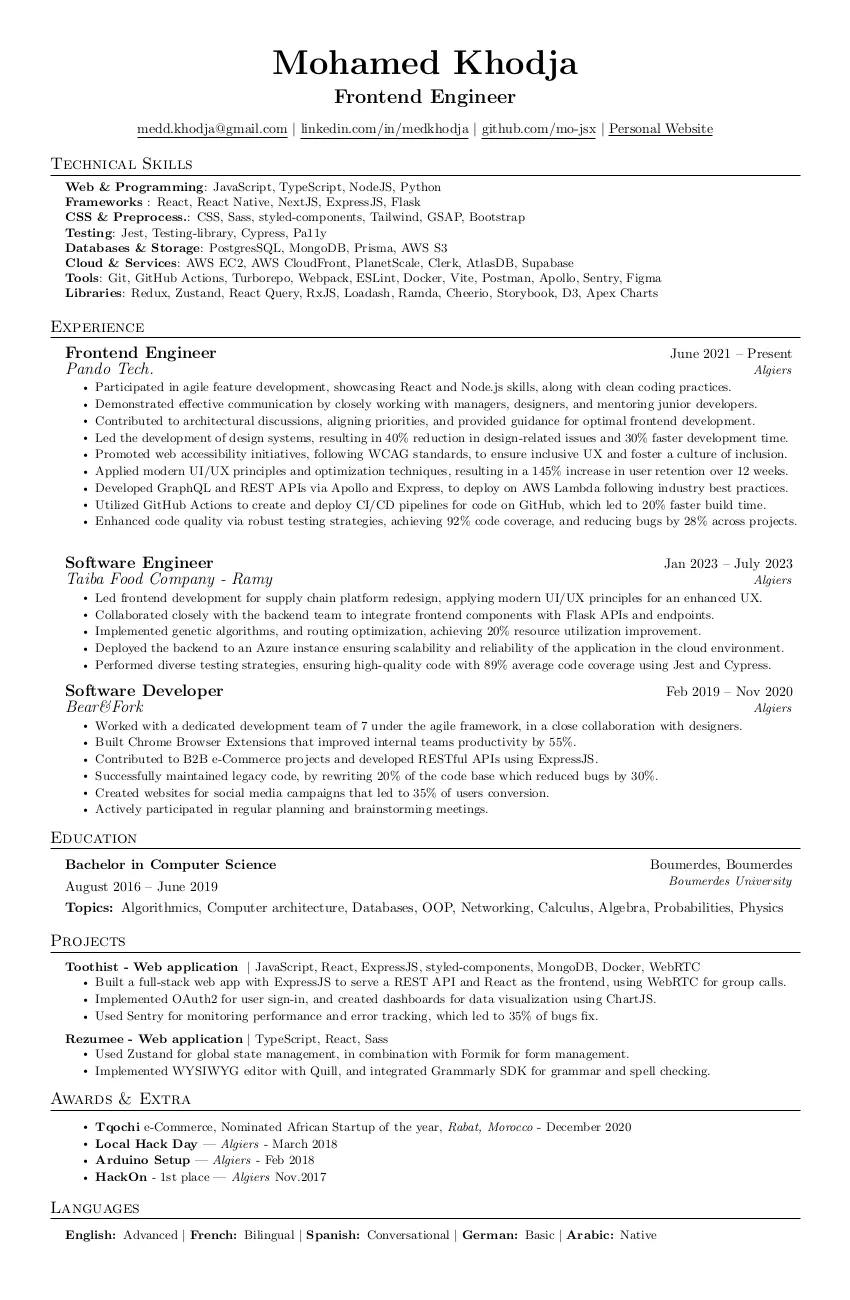 Mohamed Khodja
Frontend Engineer
medd.khodja@gmail.com | linkedin.com/in/medkhodja | github.com/mo-jsx | Personal Website
Technical Skills
Web & Programming: JavaScript, TypeScript, NodeJS, Python
Frameworks : React, React Native, NextJS, ExpressJS, Flask
CSS & Preprocess.: CSS, Sass, styled-components, Tailwind, GSAP, Bootstrap
Testing: Jest, Testing-library, Cypress, Pa11y
Databases & Storage: PostgresSQL, MongoDB, Prisma, AWS S3
Cloud & Services: AWS EC2, AWS CloudFront, PlanetScale, Clerk, AtlasDB, Supabase
Tools: Git, GitHub Actions, Turborepo, Webpack, ESLint, Docker, Vite, Postman, Apollo, Sentry, Figma
Libraries: Redux, Zustand, React Query, RxJS, Loadash, Ramda, Cheerio, Storybook, D3, Apex Charts
Experience
Frontend Engineer June 2021 – Present
Pando Tech. Algiers
• Participated in agile feature development, showcasing React and Node.js skills, along with clean coding practices.
• Demonstrated effective communication by closely working with managers, designers, and mentoring junior developers.
• Contributed to architectural discussions, aligning priorities, and provided guidance for optimal frontend development.
• Led the development of design systems, resulting in 40% reduction in design-related issues and 30% faster development time.
• Promoted web accessibility initiatives, following WCAG standards, to ensure inclusive UX and foster a culture of inclusion.
• Applied modern UI/UX principles and optimization techniques, resulting in a 145% increase in user retention over 12 weeks.
• Developed GraphQL and REST APIs via Apollo and Express, to deploy on AWS Lambda following industry best practices.
• Utilized GitHub Actions to create and deploy CI/CD pipelines for code on GitHub, which led to 20% faster build time.
• Enhanced code quality via robust testing strategies, achieving 92% code coverage, and reducing bugs by 28% across projects.
Software Engineer Jan 2023 – July 2023
Taiba Food Company - Ramy Algiers
• Led frontend development for supply chain platform redesign, applying modern UI/UX principles for an enhanced UX.
• Collaborated closely with the backend team to integrate frontend components with Flask APIs and endpoints.
• Implemented genetic algorithms, and routing optimization, achieving 20% resource utilization improvement.
• Deployed the backend to an Azure instance ensuring scalability and reliability of the application in the cloud environment.
• Performed diverse testing strategies, ensuring high-quality code with 89% average code coverage using Jest and Cypress.
Software Developer Feb 2019 – Nov 2020
Bear&Fork Algiers
• Worked with a dedicated development team of 7 under the agile framework, in a close collaboration with designers.
• Built Chrome Browser Extensions that improved internal teams productivity by 55%.
• Contributed to B2B e-Commerce projects and developed RESTful APIs using ExpressJS.
• Successfully maintained legacy code, by rewriting 20% of the code base which reduced bugs by 30%.
• Created websites for social media campaigns that led to 35% of users conversion.
• Actively participated in regular planning and brainstorming meetings.
Education
Bachelor in Computer Science Boumerdes, Boumerdes
August 2016 – June 2019 Boumerdes University
Topics: Algorithmics, Computer architecture, Databases, OOP, Networking, Calculus, Algebra, Probabilities, Physics
Projects
Toothist - Web application | JavaScript, React, ExpressJS, styled-components, MongoDB, Docker, WebRTC
• Built a full-stack web app with ExpressJS to serve a REST API and React as the frontend, using WebRTC for group calls.
• Implemented OAuth2 for user sign-in, and created dashboards for data visualization using ChartJS.
• Used Sentry for monitoring performance and error tracking, which led to 35% of bugs fix.
Rezumee - Web application | TypeScript, React, Sass
• Used Zustand for global state management, in combination with Formik for form management.
• Implemented WYSIWYG editor with Quill, and integrated Grammarly SDK for grammar and spell checking.
Awards & Extra
• Tqochi e-Commerce, Nominated African Startup of the year, Rabat, Morocco - December 2020
• Local Hack Day — Algiers - March 2018
• Arduino Setup — Algiers - Feb 2018
• HackOn - 1st place — Algiers Nov.2017
Languages
English: Advanced | French: Bilingual | Spanish: Conversational | German: Basic | Arabic: Native